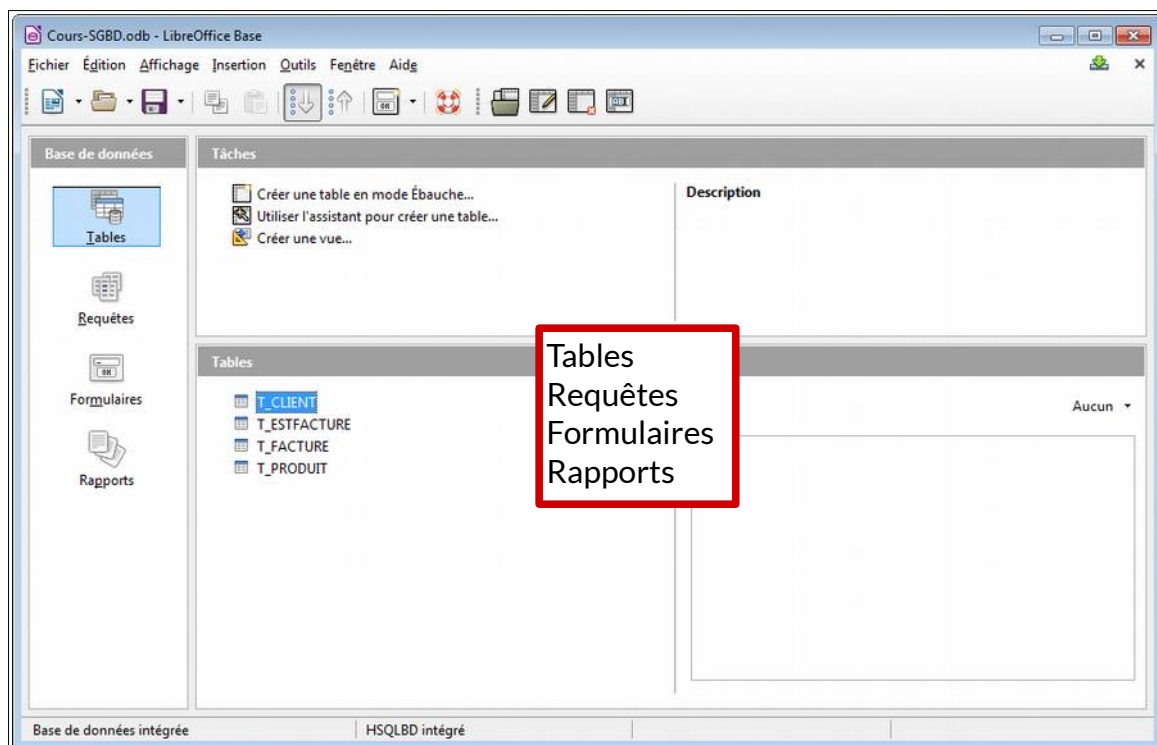 Cours-SGBD.odb - LibreOffice Base
Fichier Édition Affichage Insertion Outils Fenêtre Aide
Base de données
Tâches
Tables
Requêtes
Formulaires
Rapports
Créer une table en mode Ébauche...
Utiliser l'assistant pour créer une table...
Créer une vue...
Description
Tables
T_CLIENT
T_ESTFACTURE
T_FACTURE
T_PRODUIT
Tables
Requêtes
Formulaires
Rapports
Aucun
Base de données intégrée
HSQLBD intégré